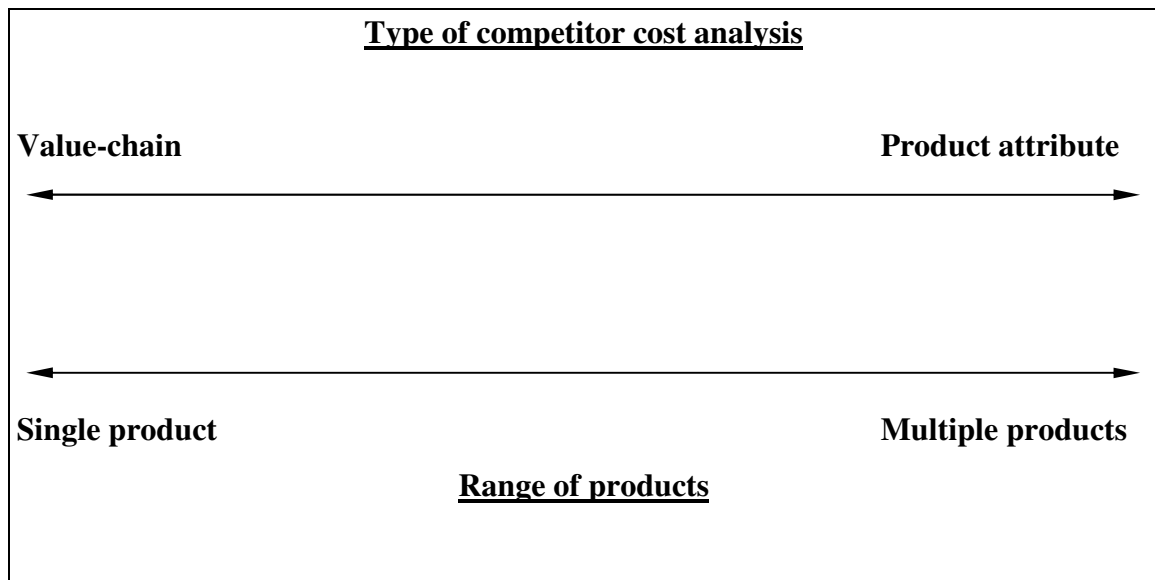 Type of competitor cost analysis
Value-chain Product attribute
Single product Multiple products
Range of products